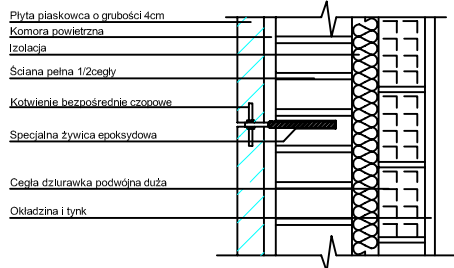 Płyta piaskowca o grubości 4cm
Komora powietrzna
Izolacja
Ściana pełna 1/2cegły
Kotwienie bezpośrednie czopowe
Specjalna żywica epoksydowa
Cegła dziurawka podwójna duża
Okładzina i tynk